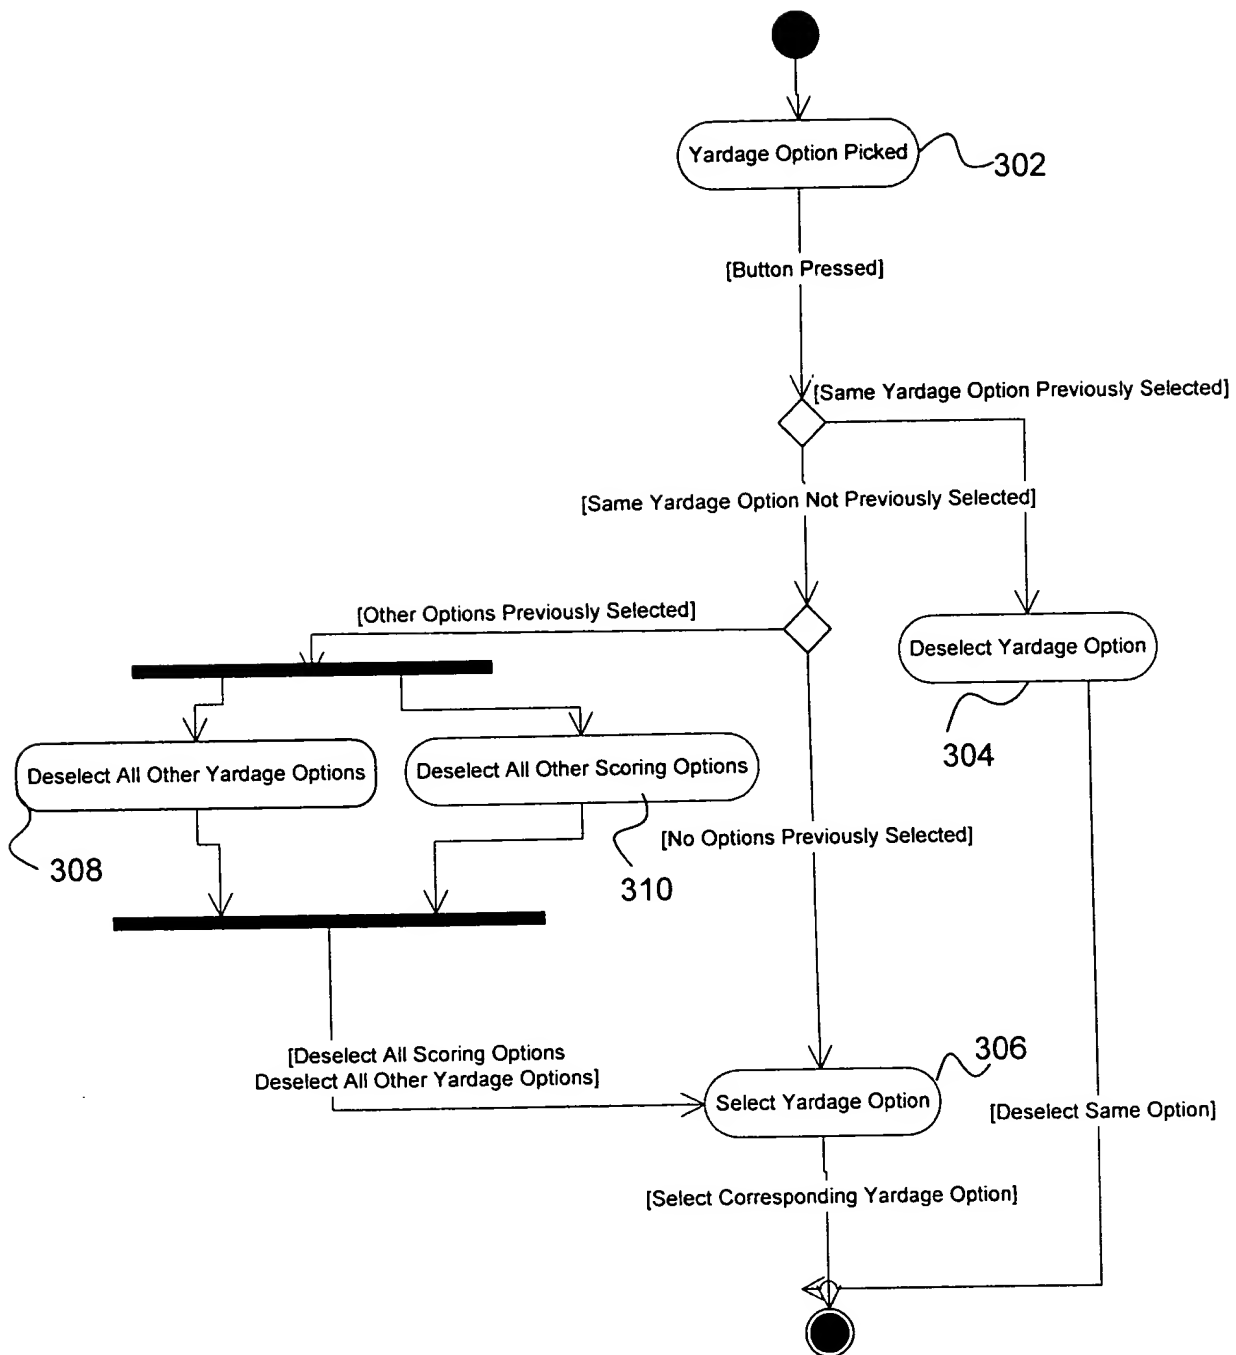 Yardage Option Picked
302
[Button Pressed]
[Same Yardage Option Previously Selected]
[Same Yardage Option Not Previously Selected]
[Other Options Previously Selected]
Deselect Yardage Option
304
Deselect All Other Yardage Options
Deselect All Other Scoring Options
308
310
[No Options Previously Selected]
[Deselect All Scoring Options
Deselect All Other Yardage Options]
306
Select Yardage Option
[Deselect Same Option]
[Select Corresponding Yardage Option]